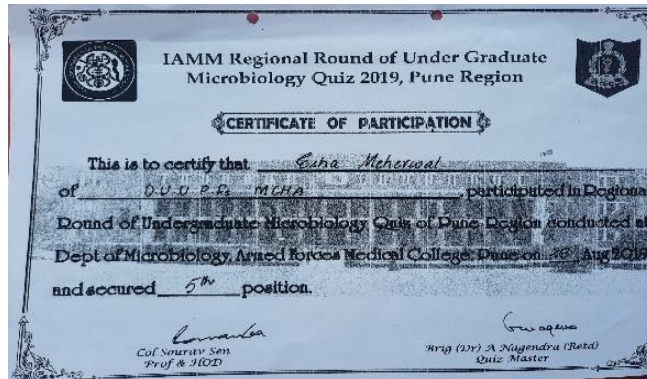 IAMM Regional Round of Under Graduate
Microbiology Quiz 2019, Pune Region
CERTIFICATE OF PARTICIPATION
This is to certify that Esha Meherwal
of D.V.V.P.Fs MCHA participated in Regiona
Round of Undergraduate Microbiology Quiz of Pune Region conducted at
Dept of Microbiology, Armed Forces Medical College, Pune on Aug 2019
and secured 5th position.
Col Sourav Sen
Prof & HOD
Brig (Dr) A Nagendra (Retd)
Quiz Master